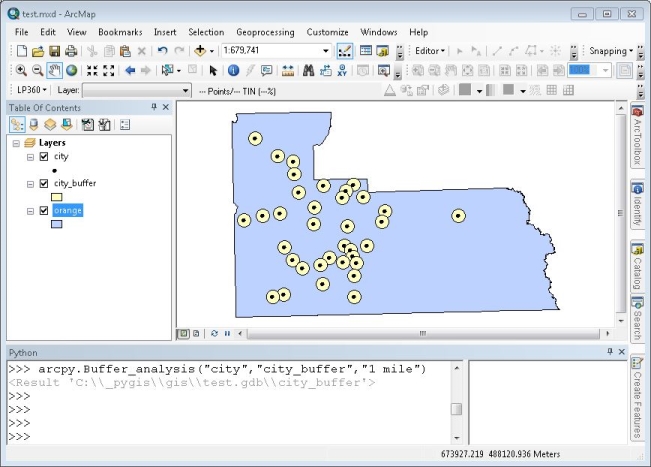 test.mxd - ArcMap
File Edit View Bookmarks Insert Selection Geoprocessing Customize Windows Help
1:679,741
Editor
Snapping
100%
LP360 Layer: --- Points/--- TIN (---%)
Table Of Contents
Layers
city
city_buffer
orange
ArcToolbox
Identify
Catalog
Search
Create Features
Python
>>> arcpy.Buffer_analysis("city","city_buffer","1 mile")
<Result 'C:\\_pygis\\gis\\test.gdb\\city_buffer'>
>>>
>>>
>>>
>>>
673927.219 488120.936 Meters